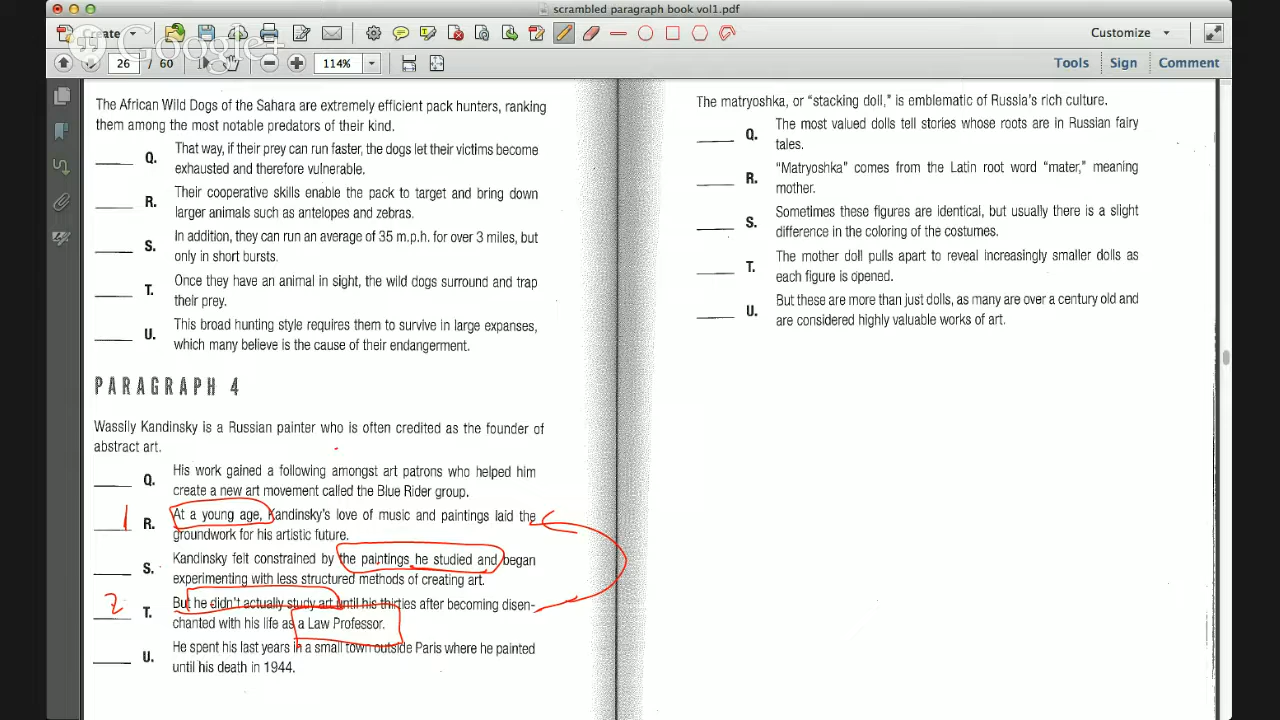 scrambled paragraph book vol1.pdf
Create
Google+
Customize
26 / 60
114%
Tools Sign Comment
The African Wild Dogs of the Sahara are extremely efficient pack hunters, ranking
them among the most notable predators of their kind.
Q. That way, if their prey can run faster, the dogs let their victims become
exhausted and therefore vulnerable.
R. Their cooperative skills enable the pack to target and bring down
larger animals such as antelopes and zebras.
S. In addition, they can run an average of 35 m.p.h. for over 3 miles, but
only in short bursts.
T. Once they have an animal in sight, the wild dogs surround and trap
their prey.
U. This broad hunting style requires them to survive in large expanses,
which many believe is the cause of their endangerment.
PARAGRAPH 4
Wassily Kandinsky is a Russian painter who is often credited as the founder of
abstract art.
Q. His work gained a following amongst art patrons who helped him
create a new art movement called the Blue Rider group.
1 R. At a young age, Kandinsky's love of music and paintings laid the
groundwork for his artistic future.
S. Kandinsky felt constrained by the paintings he studied and began
experimenting with less structured methods of creating art.
2 T. But he didn't actually study art until his thirties after becoming disen-
chanted with his life as a Law Professor.
U. He spent his last years in a small town outside Paris where he painted
until his death in 1944.
The matryoshka, or "stacking doll," is emblematic of Russia's rich culture.
Q. The most valued dolls tell stories whose roots are in Russian fairy
tales.
R. "Matryoshka" comes from the Latin root word "mater," meaning
mother.
S. Sometimes these figures are identical, but usually there is a slight
difference in the coloring of the costumes.
T. The mother doll pulls apart to reveal increasingly smaller dolls as
each figure is opened.
U. But these are more than just dolls, as many are over a century old and
are considered highly valuable works of art.